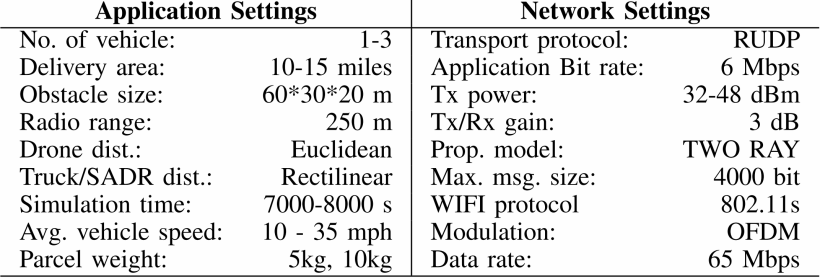 Application Settings Network Settings
No. of vehicle: 1-3 Transport protocol: RUDP
Delivery area: 10-15 miles Application Bit rate: 6 Mbps
Obstacle size: 60*30*20 m Tx power: 32-48 dBm
Radio range: 250 m Tx/Rx gain: 3 dB
Drone dist.: Euclidean Prop. model: TWO RAY
Truck/SADR dist.: Rectilinear Max. msg. size: 4000 bit
Simulation time: 7000-8000 s WIFI protocol 802.11s
Avg. vehicle speed: 10 - 35 mph Modulation: OFDM
Parcel weight: 5kg, 10kg Data rate: 65 Mbps